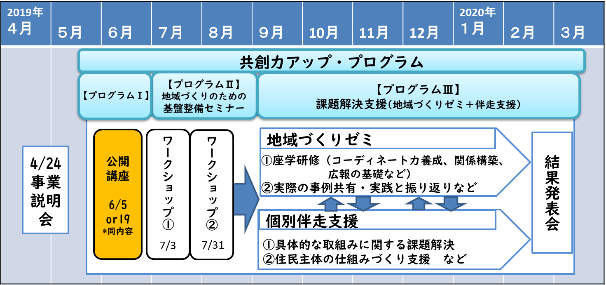 2019年
4月 5月 6月 7月 8月 9月 10月 11月 12月 2020年
1月 2月 3月
共創力アップ・プログラム
【プログラムⅠ】
【プログラムⅡ】
地域づくりのための
基盤整備セミナー
【プログラムⅢ】
課題解決支援(地域づくりゼミ＋伴走支援)
4/24
事業
説明
会
公開
講座
6/5
or19
*同内容
ワークショップ①
7/3
ワークショップ②
7/31
地域づくりゼミ
①座学研修（コーディネート力養成、関係構築、
広報の基礎など）
②実際の事例共有・実践と振り返りなど
個別伴走支援
①具体的な取組みに関する課題解決
②住民主体の仕組みづくり支援　など
結果発表会